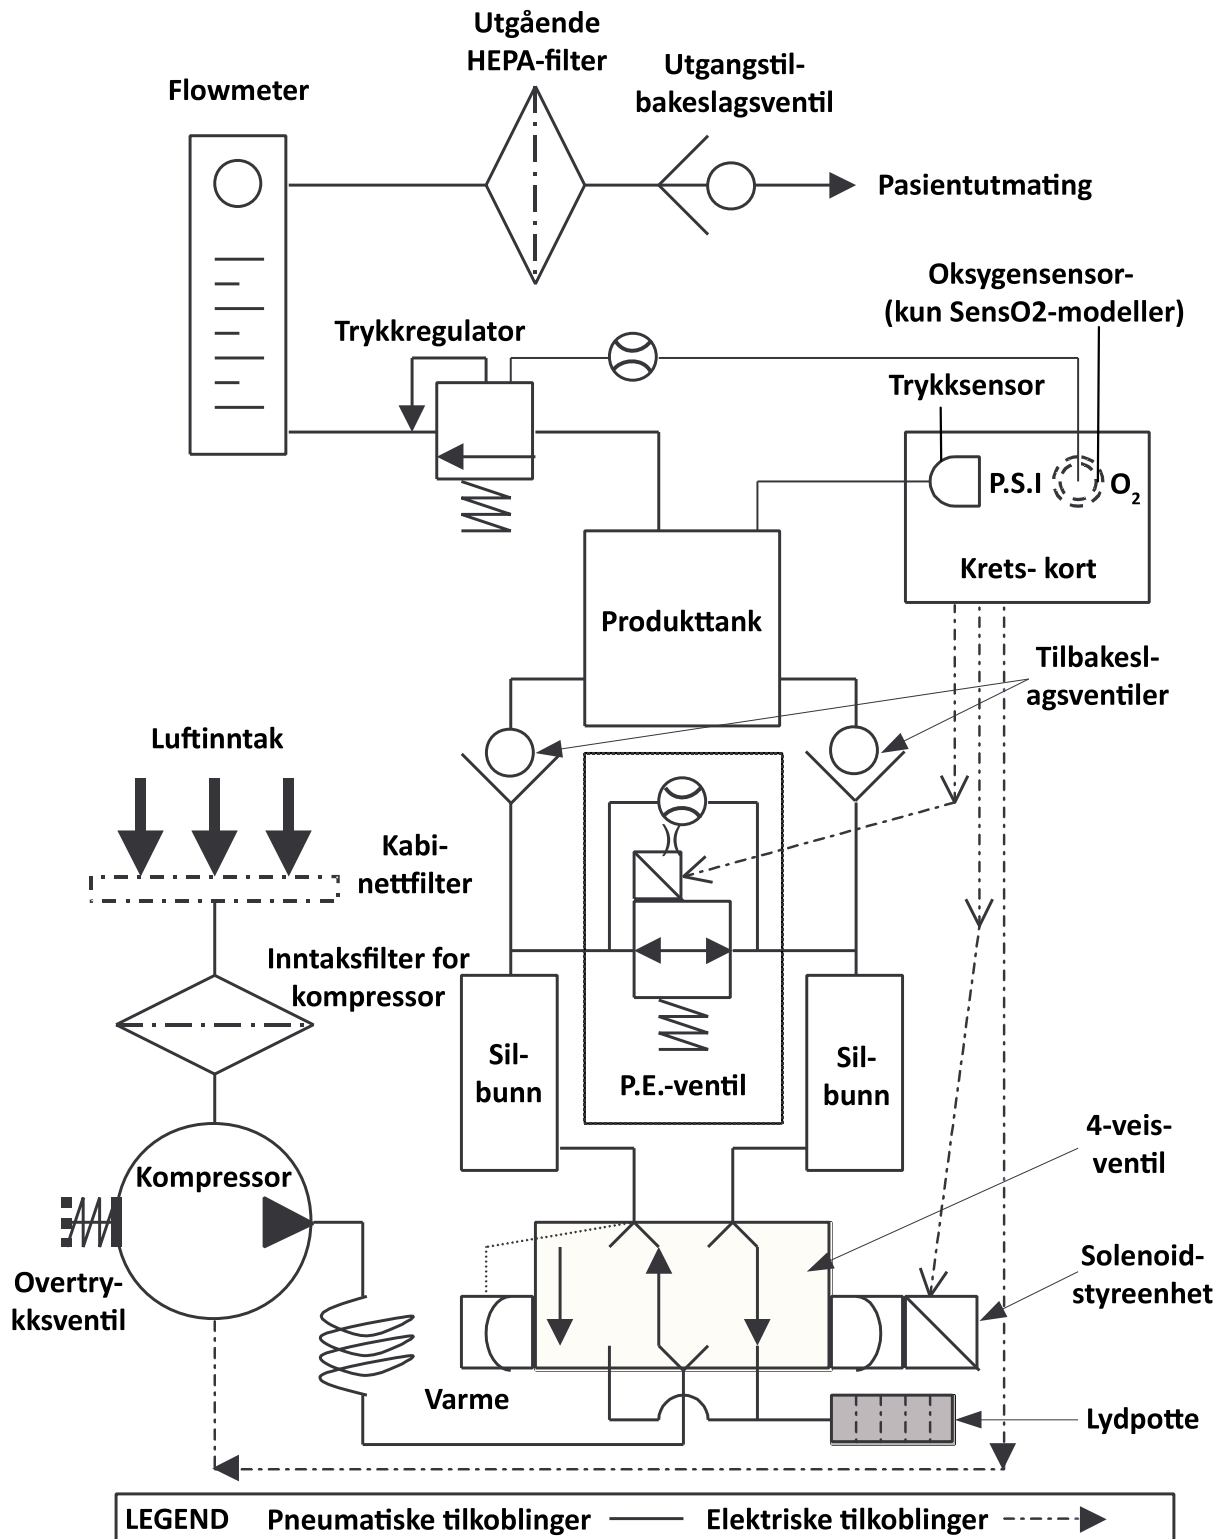 Utgående
HEPA-filter
Utgangstil-
bakeslagsventil
Flowmeter
Pasientutmating
Oksygensensor-
(kun SensO2-modeller)
Trykkregulator
Trykksensor
P.S.I
O2
Krets- kort
Produkttank
Tilbakesl-
agsventiler
Luftinntak
Kabi-
nettfilter
Inntaksfilter for
kompressor
Sil-
bunn
P.E.-ventil
Sil-
bunn
4-veis-
ventil
Kompressor
Overtry-
kksventil
Solenoid-
styreenhet
Varme
Lydpotte
LEGEND Pneumatiske tilkoblinger Elektriske tilkoblinger